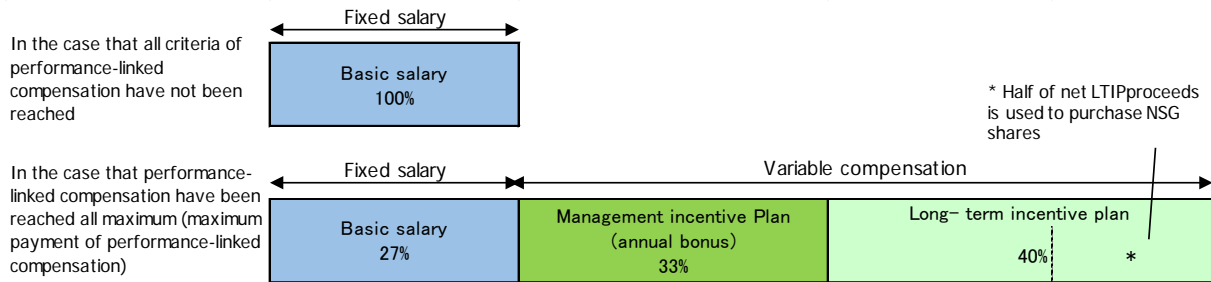 Fixed salary
In the case that all criteria of
performance-linked
compensation have not been
reached
Basic salary
100%
* Half of net LTIPproceeds
is used to purchase NSG
shares
In the case that performance-
linked compensation have been
reached all maximum (maximum
payment of performance-linked
compensation)
Fixed salary
Variable compensation
Basic salary
27%
Management incentive Plan
(annual bonus)
33%
Long- term incentive plan
40%
*